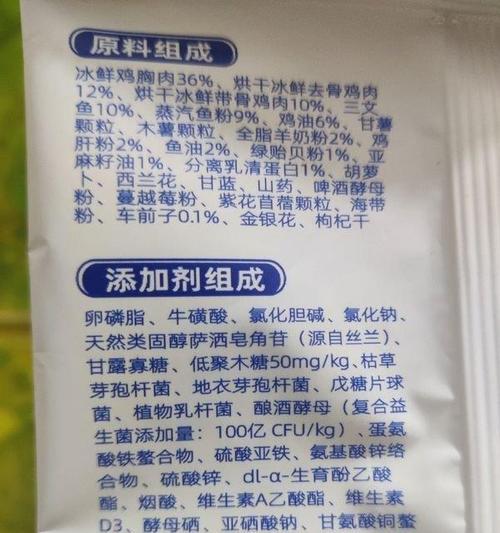 原料组成
冰鲜鸡胸肉36%、烘干冰鲜去骨鸡肉
12%、烘干冰鲜带骨鸡肉10%、三文
鱼10%、蒸汽鱼粉9%、鸡油6%、甘薯
颗粒、木薯颗粒、全脂羊奶粉2%、鸡
肝粉2%、鱼油2%、绿贻贝粉1%、亚
麻籽油1%、分离乳清蛋白1%、胡萝
卜、西兰花、甘蓝、山药、啤酒酵母
粉、蔓越莓粉、紫花苜蓿颗粒、海带
粉、车前子0.1%、金银花、枸杞干
添加剂组成
卵磷脂、牛磺酸、氯化胆碱、氯化钠、
天然类固醇萨洒皂角苷（源自丝兰）、
甘露寡糖、低聚木糖50mg/kg、枯草
芽孢杆菌、地衣芽孢杆菌、戊糖片球
菌、植物乳杆菌、酿酒酵母（复合益
生菌添加量：100亿 CFU/kg）、蛋氨
酸铁螯合物、硫酸亚铁、氨基酸锌络
合物、硫酸锌、dl-α-生育酚乙酸
酯、烟酸、维生素A乙酸酯、维生素
D3、酵母硒、亚硒酸钠、甘氨酸铜螯